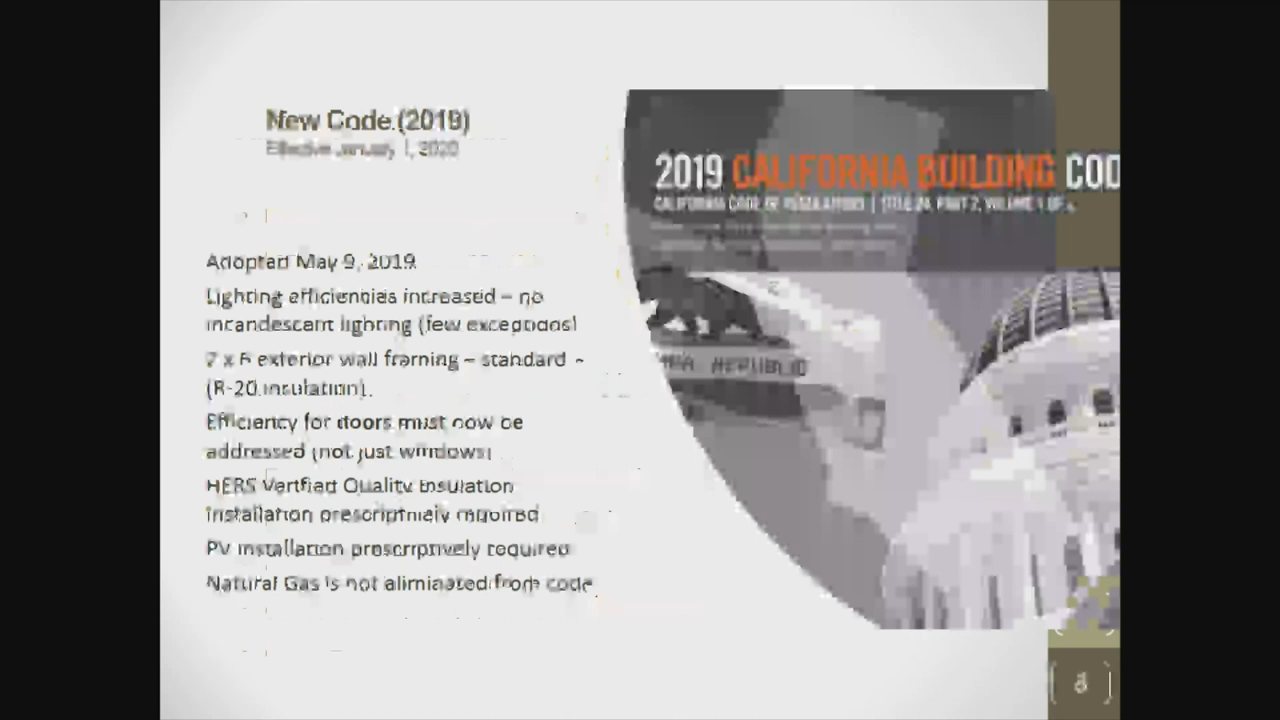 New Code (2019)
Effective January 1, 2020
Adopted May 9, 2019
Lighting efficiencies increased – no
incandescent lighting (few exceptions)
2 x 6 exterior wall framing – standard –
(R-20 insulation).
Efficiency for doors must now be
addressed (not just windows)
HERS Verified Quality Insulation
Installation prescriptively required
PV installation prescriptively required
Natural Gas is not eliminated from code
2019 CALIFORNIA BUILDING COD
CALIFORNIA CODE OF REGULATIONS | TITLE 24, PART 2, VOLUME 1 OF
REPUBLIC